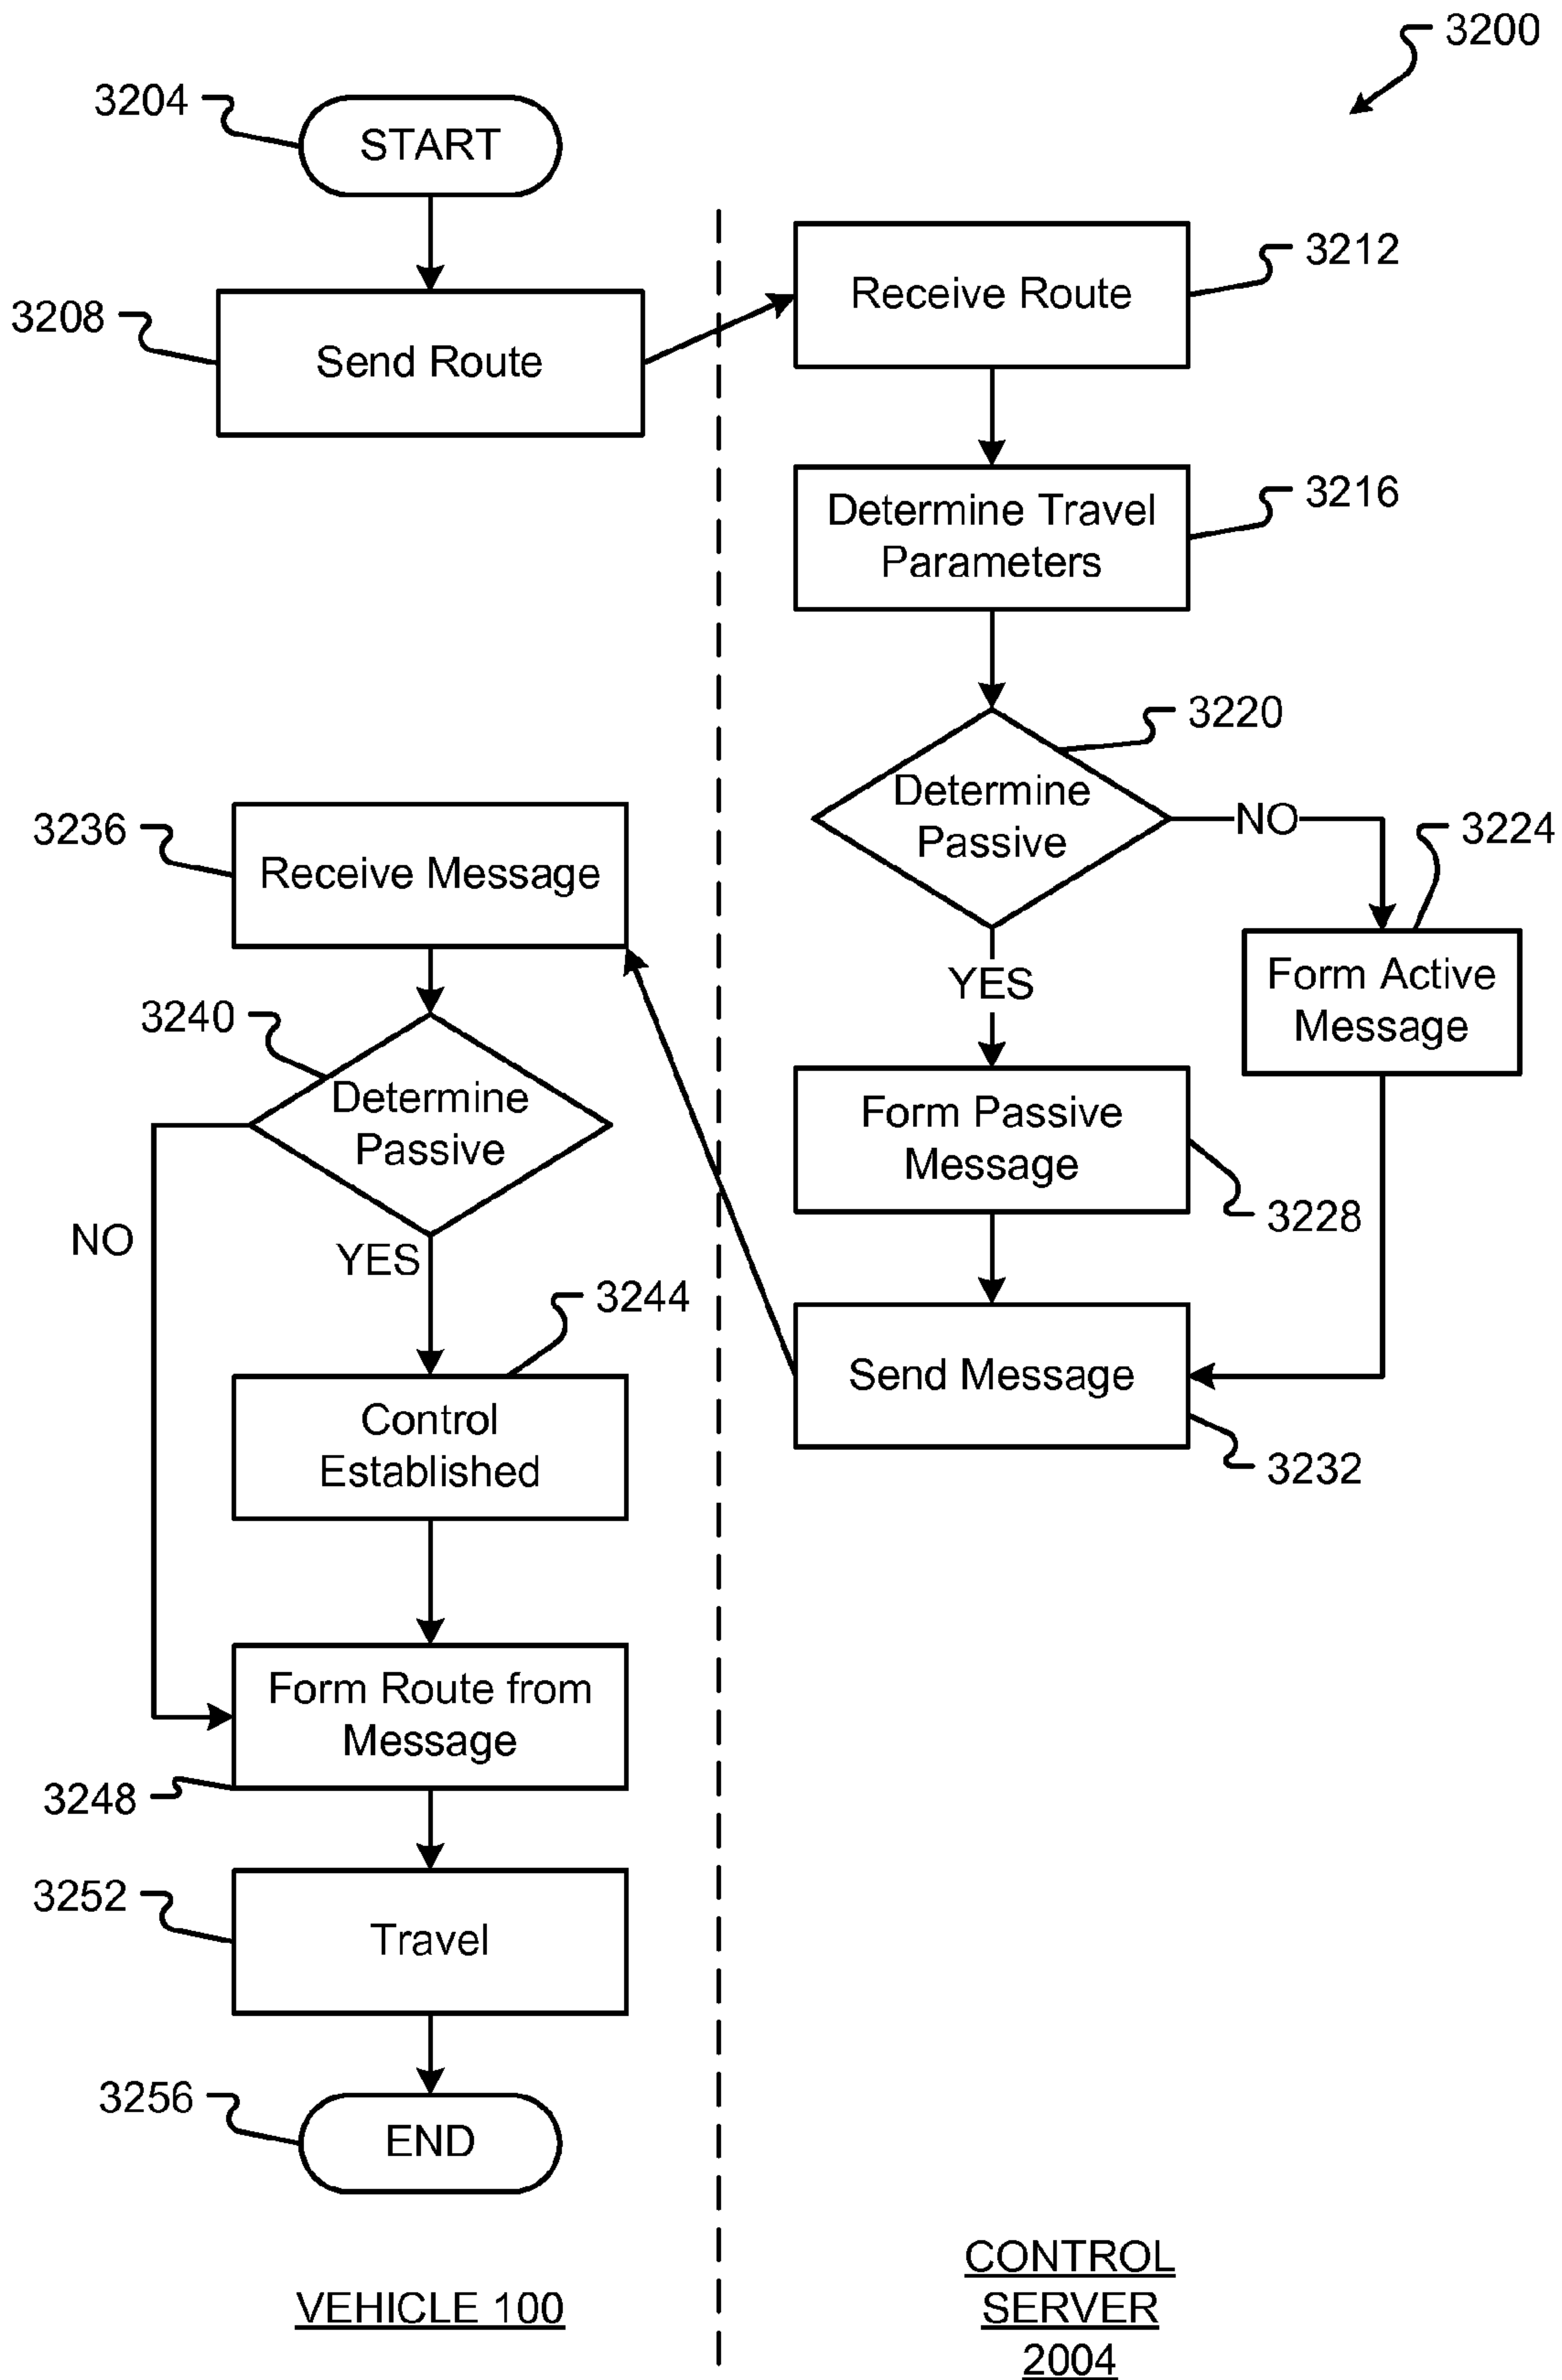 3200
3204
START
3208
Send Route
3212
Receive Route
3216
Determine Travel
Parameters
3220
Determine
Passive
NO
3224
Form Active
Message
YES
Form Passive
Message
3228
Send Message
3232
3236
Receive Message
3240
Determine
Passive
NO
YES
3244
Control
Established
Form Route from
Message
3248
3252
Travel
3256
END
VEHICLE 100
CONTROL
SERVER
2004